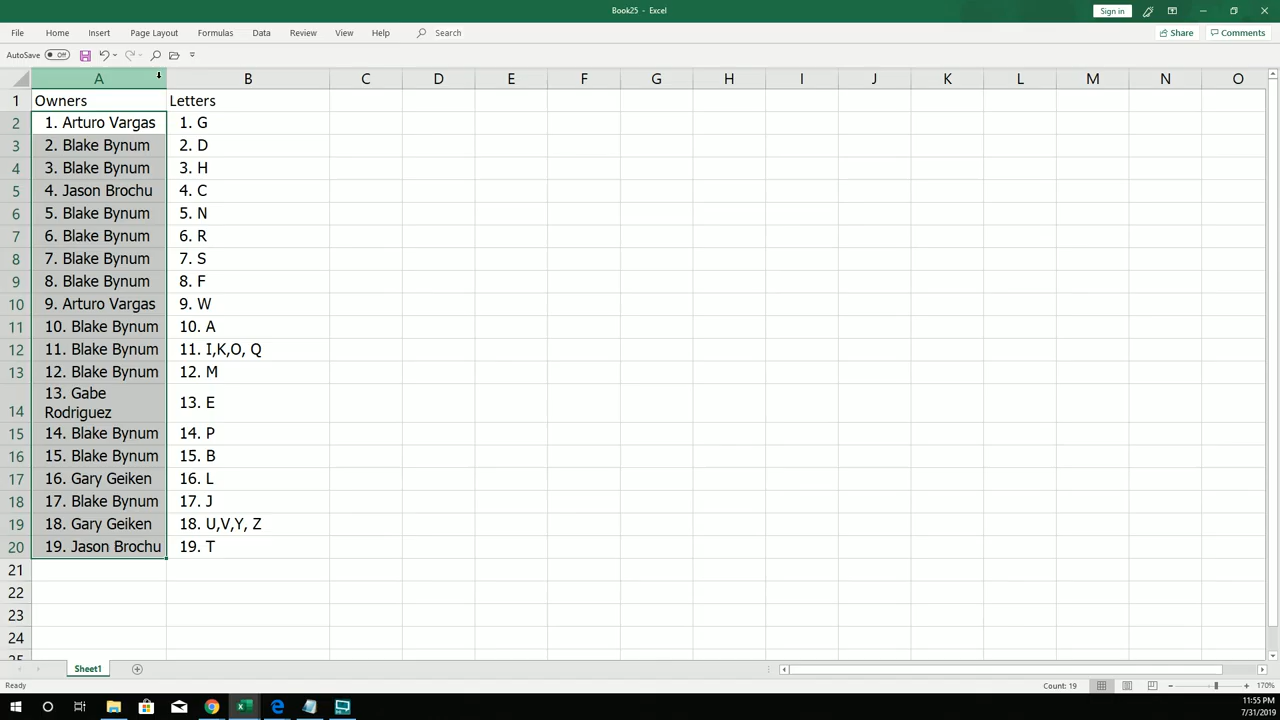 Book25 - Excel
Sign in
File Home Insert Page Layout Formulas Data Review View Help Search Share Comments
AutoSave Off
A B C D E F G H I J K L M N O
1 Owners Letters
2 1. Arturo Vargas 1. G
3 2. Blake Bynum 2. D
4 3. Blake Bynum 3. H
5 4. Jason Brochu 4. C
6 5. Blake Bynum 5. N
7 6. Blake Bynum 6. R
8 7. Blake Bynum 7. S
9 8. Blake Bynum 8. F
10 9. Arturo Vargas 9. W
11 10. Blake Bynum 10. A
12 11. Blake Bynum 11. I,K,O, Q
13 12. Blake Bynum 12. M
13. Gabe
14 Rodriguez 13. E
15 14. Blake Bynum 14. P
16 15. Blake Bynum 15. B
17 16. Gary Geiken 16. L
18 17. Blake Bynum 17. J
19 18. Gary Geiken 18. U,V,Y, Z
20 19. Jason Brochu 19. T
21
22
23
24
25
Sheet1
Ready Count: 19 170%
11:55 PM
7/31/2019